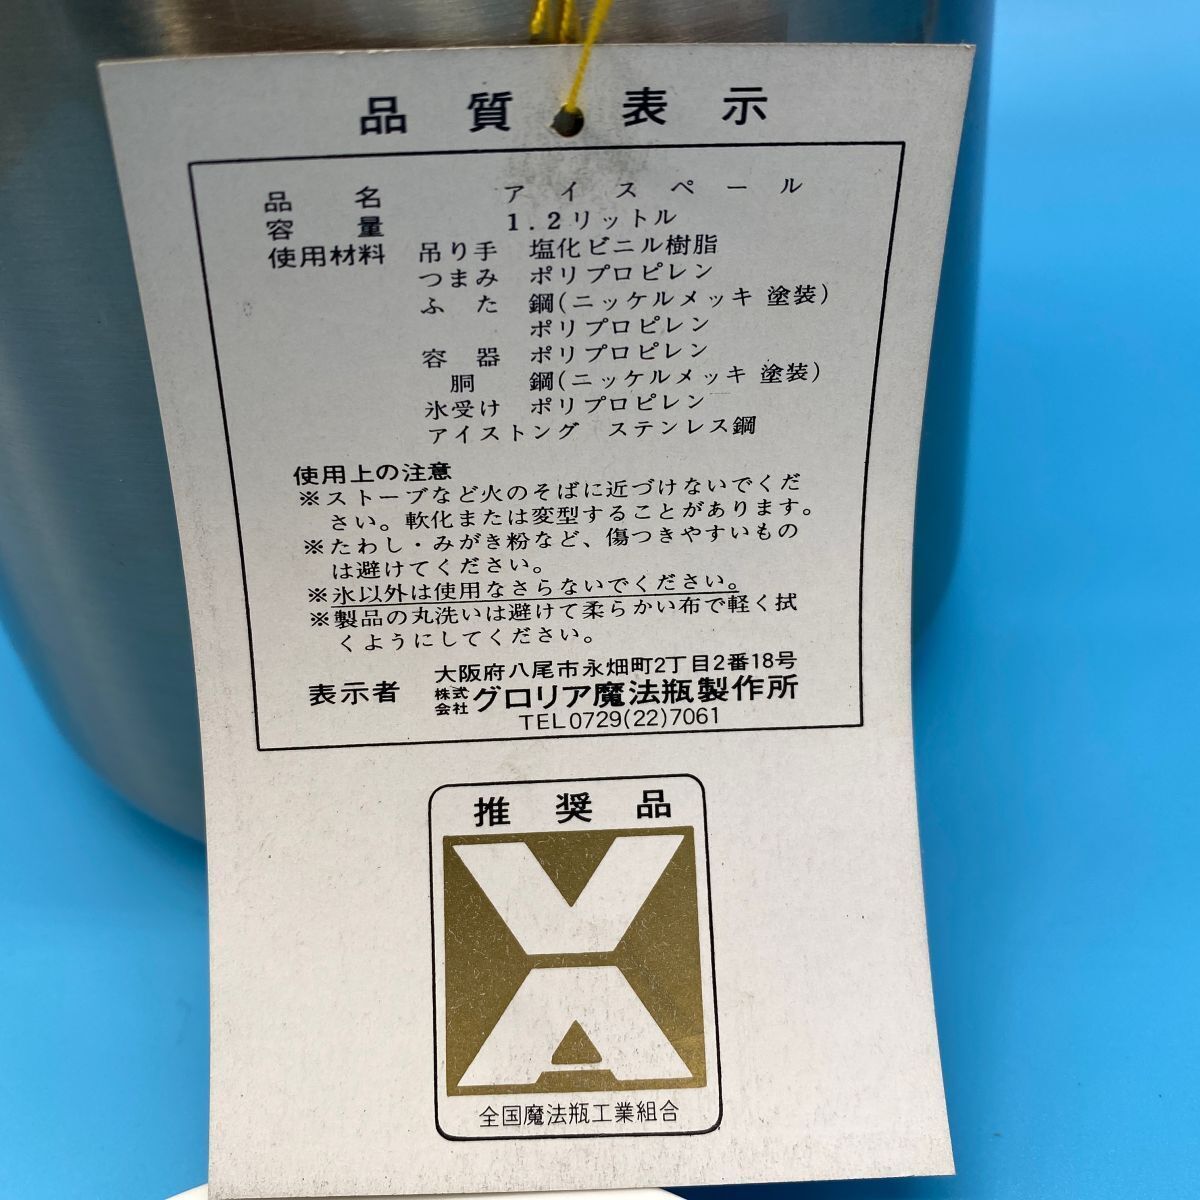 品質表示
品名 アイスペール
容量 1.2リットル
使用材料 吊り手 塩化ビニル樹脂
つまみ ポリプロピレン
ふた 鋼(ニッケルメッキ 塗装)
ポリプロピレン
容器 ポリプロピレン
胴 鋼(ニッケルメッキ 塗装)
氷受け ポリプロピレン
アイストング ステンレス鋼
使用上の注意
※ストーブなど火のそばに近づけないでくだ
さい。軟化または変型することがあります。
※たわし・みがき粉など、傷つきやすいもの
は避けてください。
※氷以外は使用なさらないでください。
※製品の丸洗いは避けて柔らかい布で軽く拭
くようにしてください。
大阪府八尾市永畑町2丁目2番18号
表示者 株式会社 グロリア魔法瓶製作所
TEL0729(22)7061
推奨品
VA
全国魔法瓶工業組合